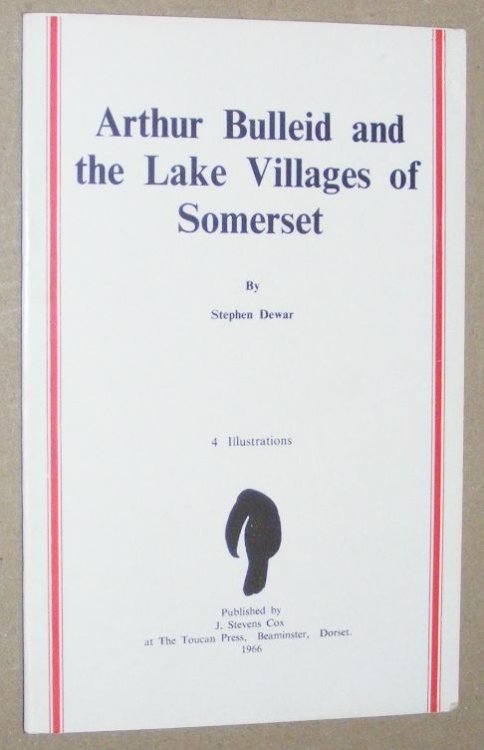 Arthur Bulleid and
the Lake Villages of
Somerset
By
Stephen Dewar
4 Illustrations
Published by
J. Stevens Cox
at The Toucan Press, Beaminster, Dorset.
1966